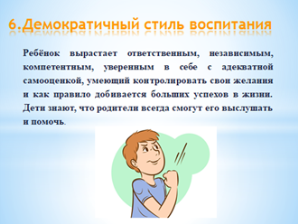 6.Демократичный стиль воспитания
Ребёнок вырастает ответственным, независимым,
компетентным, уверенным в себе с адекватной
самооценкой, умеющий контролировать свои желания
и как правило добивается больших успехов в жизни.
Дети знают, что родители всегда смогут его выслушать
и помочь.